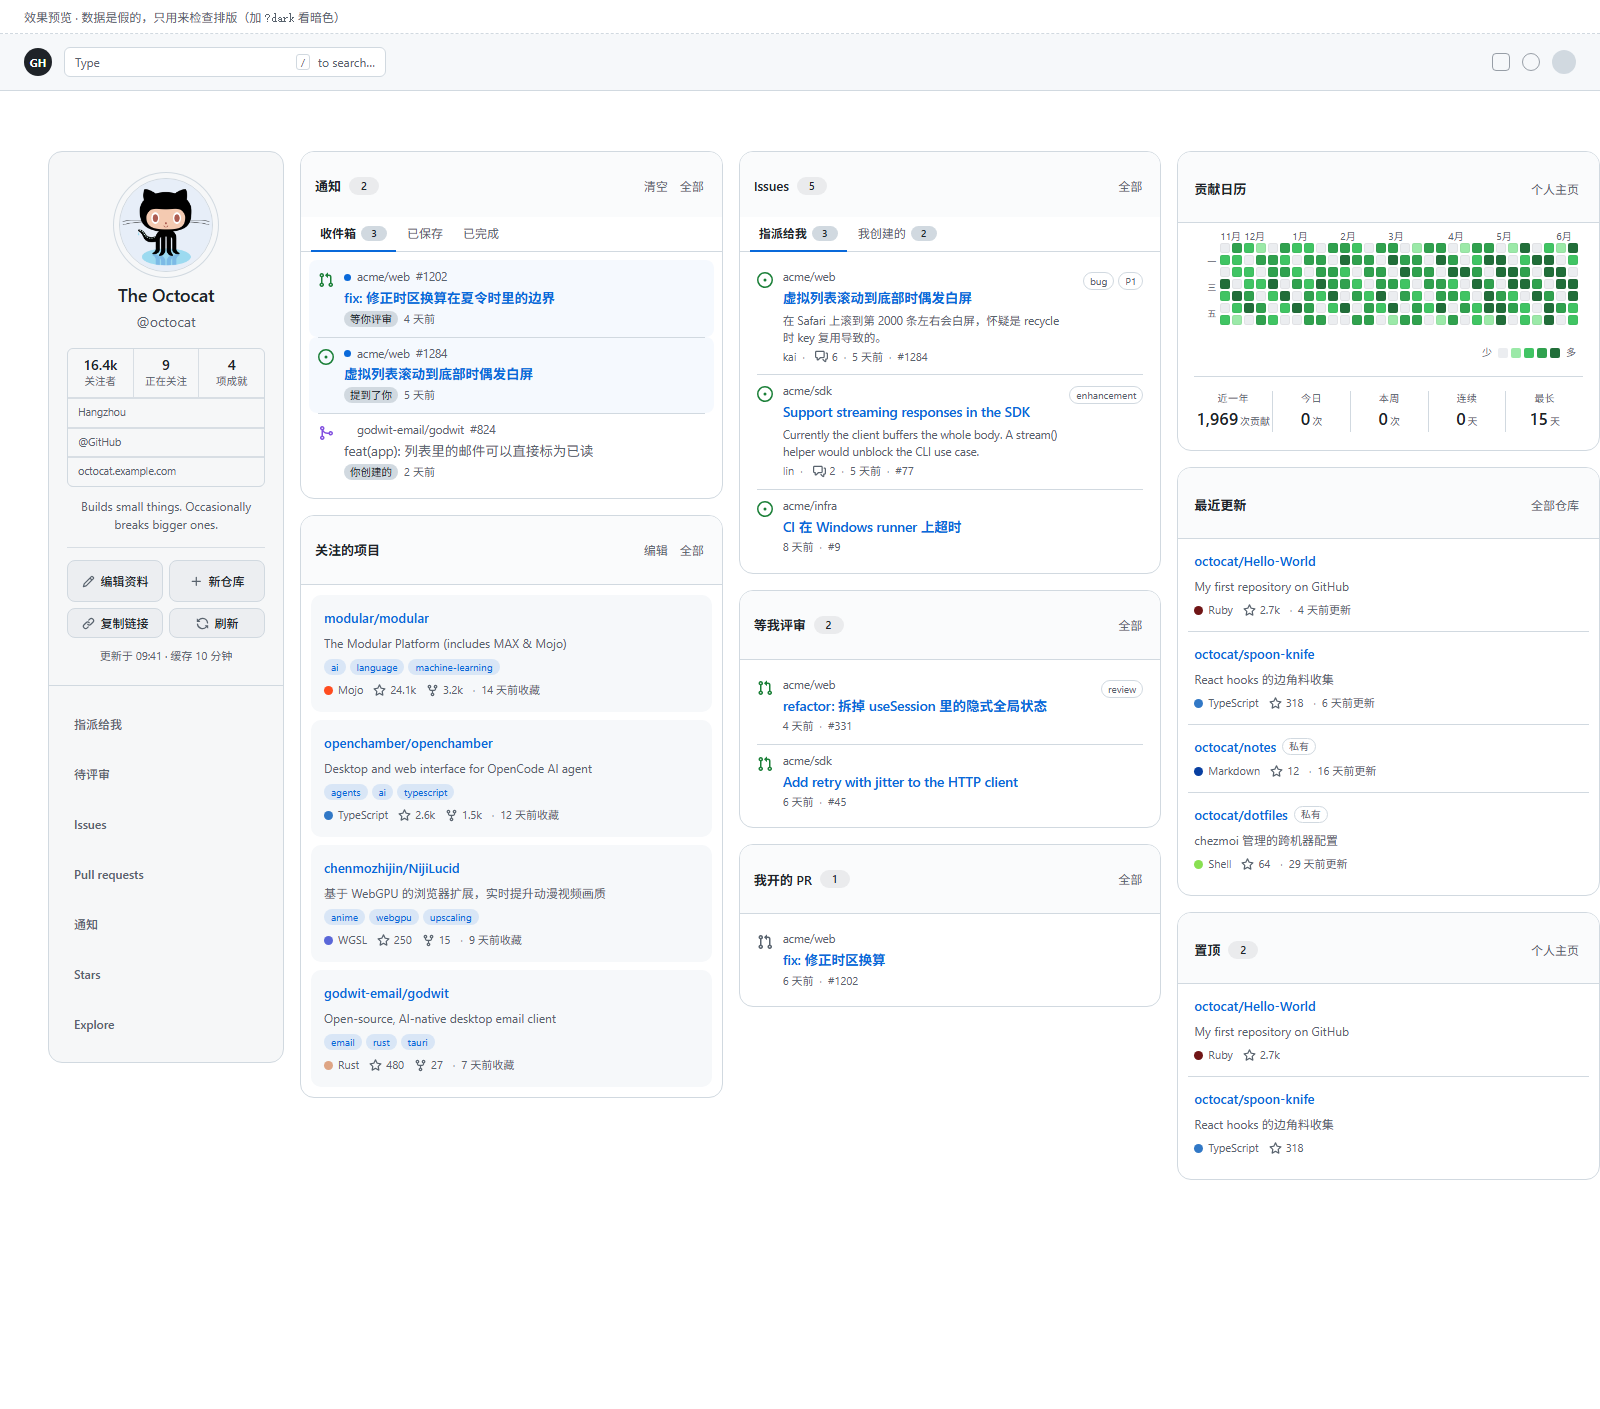 效果预览 · 数据是假的，只用来检查排版（加 ?dark 看暗色）
GH
Type / to search...
The Octocat
@octocat
16.4k 9 4
关注者 正在关注 项成就
Hangzhou
@GitHub
octocat.example.com
Builds small things. Occasionally
breaks bigger ones.
编辑资料 新仓库
复制链接 刷新
更新于 09:41 · 缓存 10 分钟
指派给我
待评审
Issues
Pull requests
通知
Stars
Explore
通知 2 清空 全部
收件箱 3 已保存 已完成
acme/web #1202
fix: 修正时区换算在夏令时里的边界
等你评审 4 天前
acme/web #1284
虚拟列表滚动到底部时偶发白屏
提到了你 5 天前
godwit-email/godwit #824
feat(app): 列表里的邮件可以直接标为已读
你创建的 2 天前
关注的项目 编辑 全部
modular/modular
The Modular Platform (includes MAX & Mojo)
ai language machine-learning
Mojo 24.1k 3.2k · 14 天前收藏
openchamber/openchamber
Desktop and web interface for OpenCode AI agent
agents ai typescript
TypeScript 2.6k 1.5k · 12 天前收藏
chenmozhijin/NijiLucid
基于 WebGPU 的浏览器扩展，实时提升动漫视频画质
anime webgpu upscaling
WGSL 250 15 · 9 天前收藏
godwit-email/godwit
Open-source, AI-native desktop email client
email rust tauri
Rust 480 27 · 7 天前收藏
Issues 5 全部
指派给我 3 我创建的 2
acme/web bug P1
虚拟列表滚动到底部时偶发白屏
在 Safari 上滚到第 2000 条左右会白屏，怀疑是 recycle
时 key 复用导致的。
kai · 6 · 5 天前 · #1284
acme/sdk enhancement
Support streaming responses in the SDK
Currently the client buffers the whole body. A stream()
helper would unblock the CLI use case.
lin · 2 · 5 天前 · #77
acme/infra
CI 在 Windows runner 上超时
8 天前 · #9
等我评审 2 全部
acme/web review
refactor: 拆掉 useSession 里的隐式全局状态
4 天前 · #331
acme/sdk
Add retry with jitter to the HTTP client
6 天前 · #45
我开的 PR 1 全部
acme/web
fix: 修正时区换算
6 天前 · #1202
贡献日历 个人主页
11月 12月 1月 2月 3月 4月 5月 6月
一
三
五
少 多
近一年 今日 本周 连续 最长
1,969 次贡献 0 次 0 次 0 天 15 天
最近更新 全部仓库
octocat/Hello-World
My first repository on GitHub
Ruby 2.7k · 4 天前更新
octocat/spoon-knife
React hooks 的边角料收集
TypeScript 318 · 6 天前更新
octocat/notes 私有
Markdown 12 · 16 天前更新
octocat/dotfiles 私有
chezmoi 管理的跨机器配置
Shell 64 · 29 天前更新
置顶 2 个人主页
octocat/Hello-World
My first repository on GitHub
Ruby 2.7k
octocat/spoon-knife
React hooks 的边角料收集
TypeScript 318